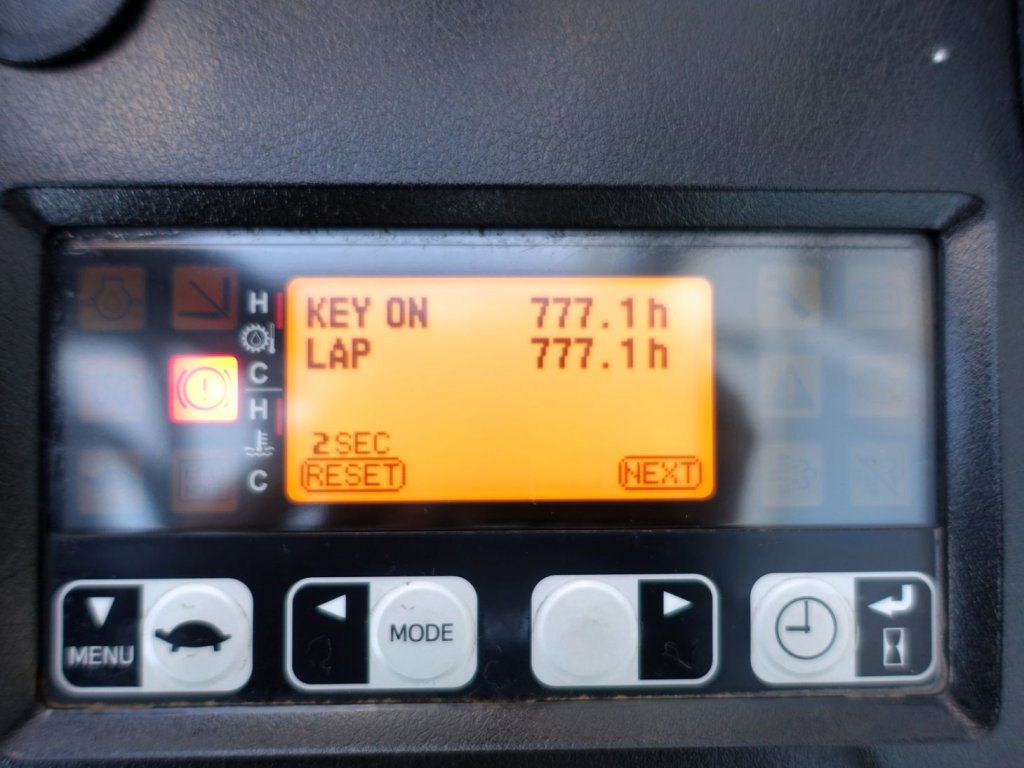 H
C
H
C
KEY ON 777.1h
LAP 777.1h
2SEC
RESET NEXT
MENU
MODE